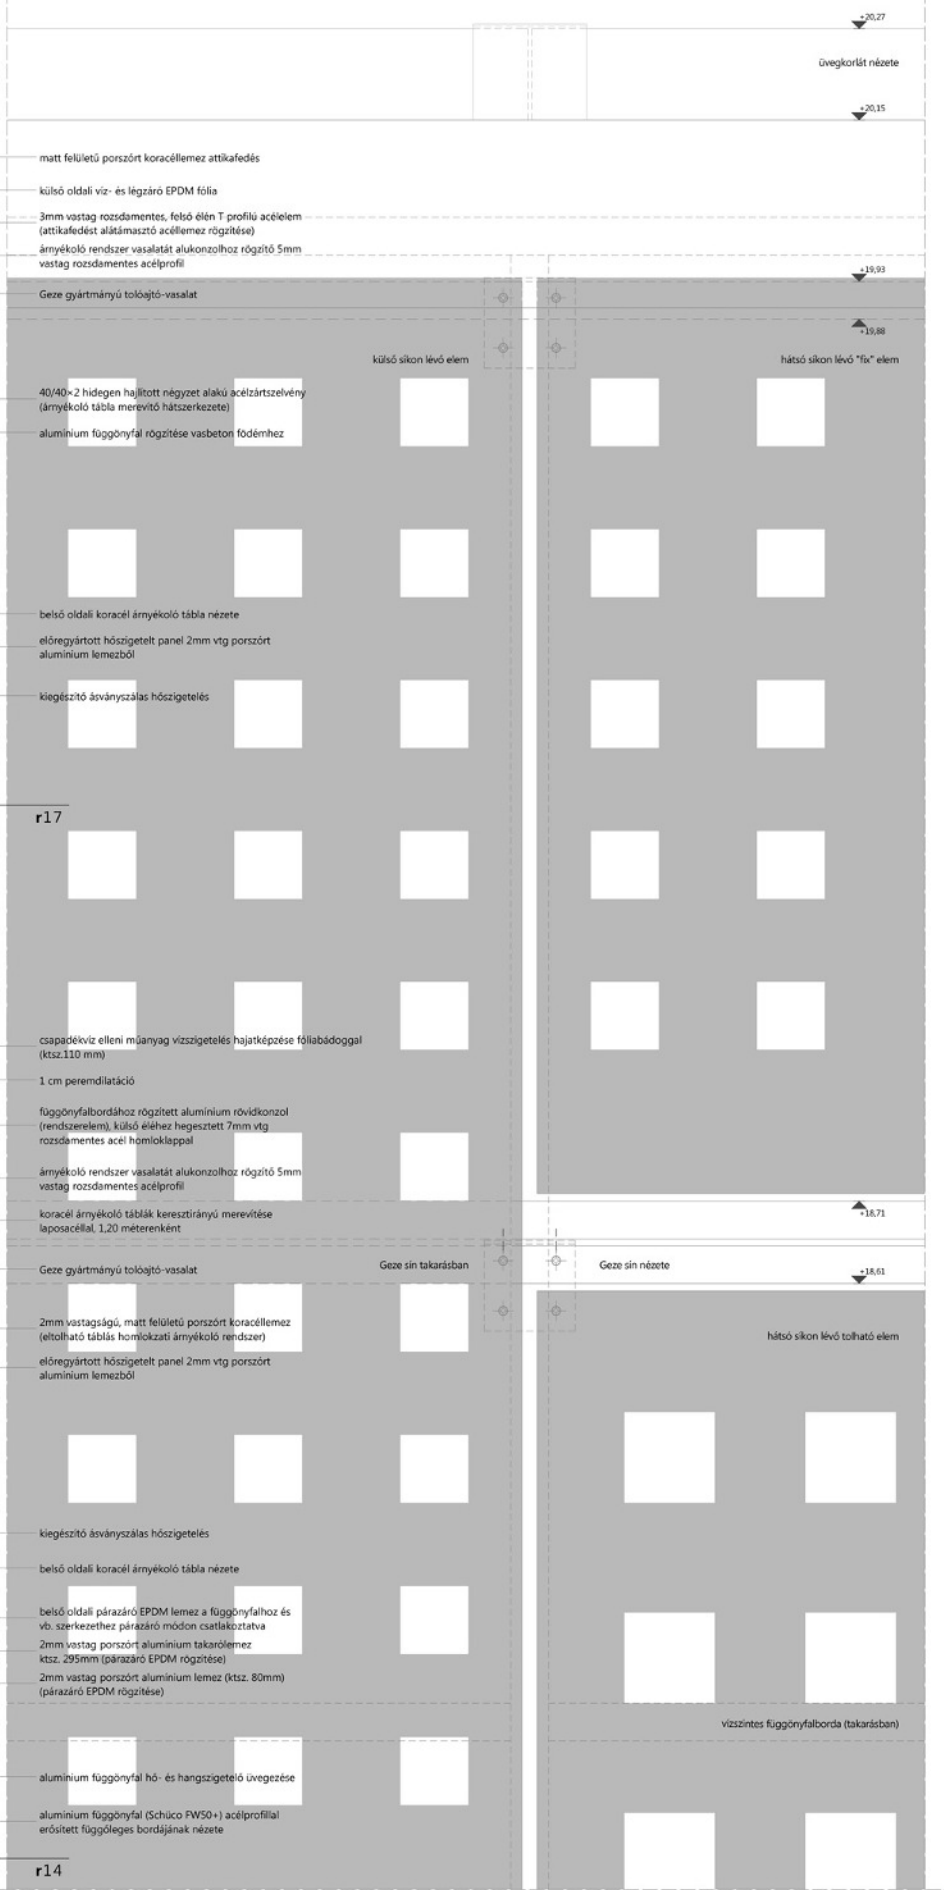 +20,27
üvegkorlát nézete
+20,15
matt felületű porszórt koracéllemez attikafedés
külső oldali víz- és légzáró EPDM fólia
3mm vastag rozsdamentes, felső élén T profilú acélelem
(attikafedést alátámasztó acéllemez rögzítése)
árnyékoló rendszer vasalatát alukonzolhoz rögzítő 5mm
vastag rozsdamentes acélprofil
+19,93
Geze gyártmányú tolóajtó-vasalat
+19,88
külső síkon lévő elem
hátsó síkon lévő "fix" elem
40/40×2 hidegen hajlított négyzet alakú acélzártszelvény
(árnyékoló tábla merevítő hátszerkezete)
alumínium függönyfal rögzítése vasbeton födémhez
belső oldali koracél árnyékoló tábla nézete
előregyártott hőszigetelt panel 2mm vtg porszórt
alumínium lemezből
kiegészítő ásványszálas hőszigetelés
r17
csapadékvíz elleni műanyag vízszigetelés hajatképzése fóliabádoggal
(ktsz.110 mm)
1 cm peremdilatáció
függönyfalbordához rögzített alumínium rövidkonzol
(rendszerelem), külső éléhez hegesztett 7mm vtg
rozsdamentes acél homloklappal
árnyékoló rendszer vasalatát alukonzolhoz rögzítő 5mm
vastag rozsdamentes acélprofil
koracél árnyékoló táblák keresztirányú merevítése
laposacéllal, 1,20 méterenként
+18,71
Geze gyártmányú tolóajtó-vasalat
Geze sín takarásban
Geze sín nézete
+18,61
2mm vastagságú, matt felületű porszórt koracéllemez
(eltolható táblás homlokzati árnyékoló rendszer)
hátsó síkon lévő tolható elem
előregyártott hőszigetelt panel 2mm vtg porszórt
alumínium lemezből
kiegészítő ásványszálas hőszigetelés
belső oldali koracél árnyékoló tábla nézete
belső oldali párazáró EPDM lemez a függönyfalhoz és
vb. szerkezethez párazáró módon csatlakoztatva
2mm vastag porszórt alumínium takarólemez
ktsz. 295mm (párazáró EPDM rögzítése)
2mm vastag porszórt alumínium lemez (ktsz. 80mm)
(párazáró EPDM rögzítése)
vízszintes függönyfalborda (takarásban)
alumínium függönyfal hő- és hangszigetelő üvegezése
alumínium függönyfal (Schüco FW50+) acélprofillal
erősített függőleges bordájának nézete
r14